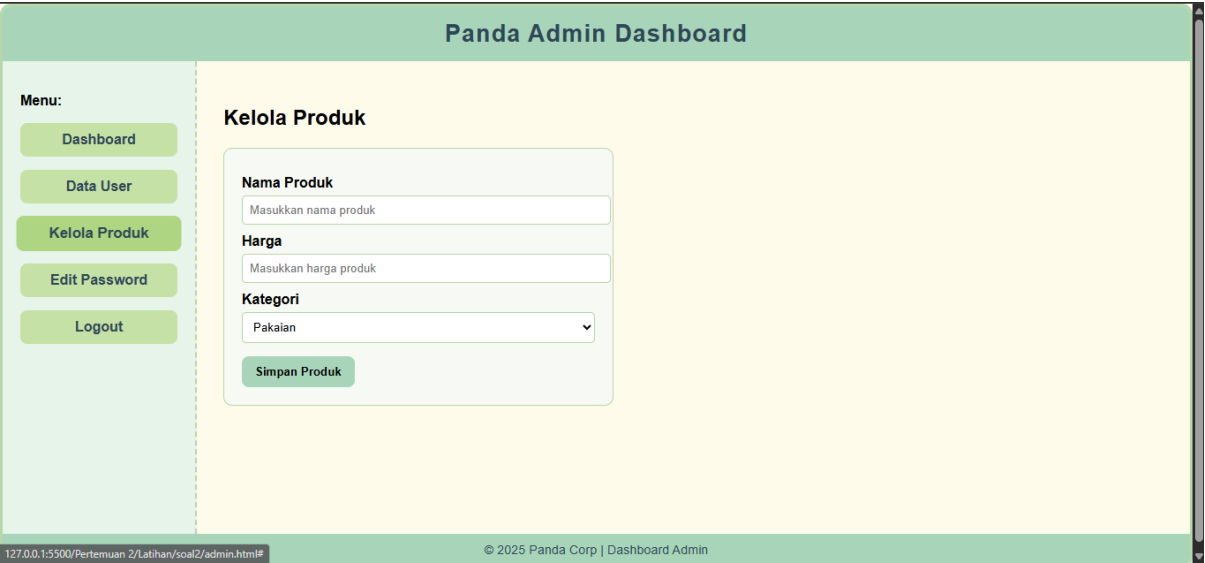 Panda Admin Dashboard
Menu:
Dashboard
Data User
Kelola Produk
Edit Password
Logout
Kelola Produk
Nama Produk
Masukkan nama produk
Harga
Masukkan harga produk
Kategori
Pakaian
Simpan Produk
© 2025 Panda Corp | Dashboard Admin
127.0.0.1:5500/Pertemuan 2/Latihan/soal2/admin.html#